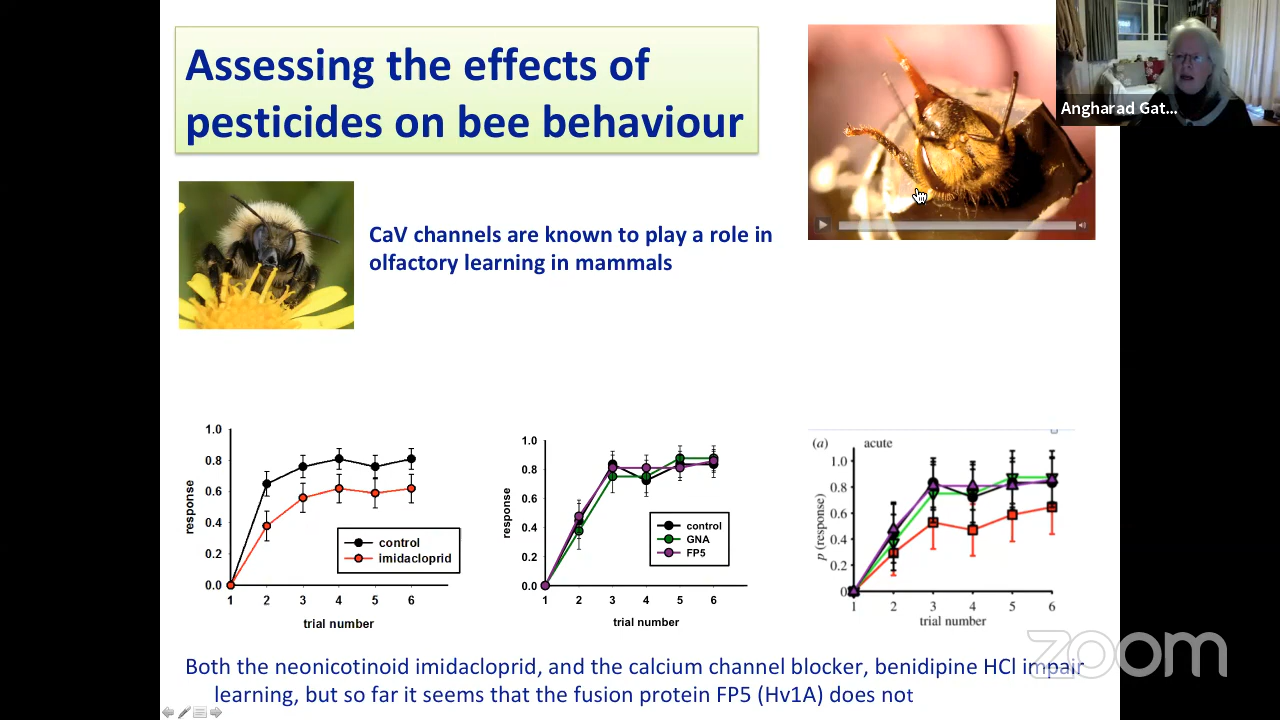 Assessing the effects of
pesticides on bee behaviour
Angharad Gat...
CaV channels are known to play a role in
olfactory learning in mammals
1.0
0.8
0.6
0.4
0.2
0.0
response
control
imidacloprid
1 2 3 4 5 6
trial number
1.0
0.8
0.6
0.4
0.2
0.0
response
control
GNA
FP5
1 2 3 4 5 6
trial number
(a) acute
1.0
0.8
0.6
0.4
0.2
0
p (response)
1 2 3 4 5 6
trial number
zoom
Both the neonicotinoid imidacloprid, and the calcium channel blocker, benidipine HCl impair
learning, but so far it seems that the fusion protein FP5 (Hv1A) does not